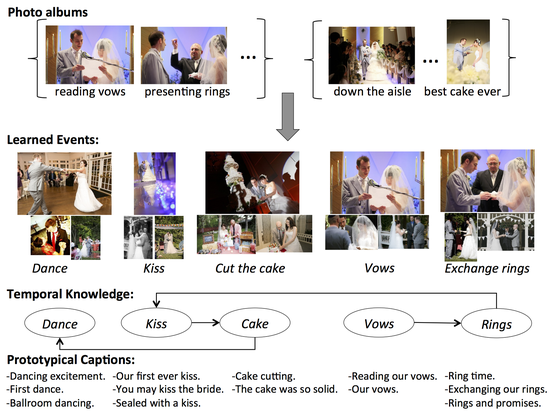 Photo albums
reading vows
presenting rings
...
down the aisle
...
best cake ever
Learned Events:
Dance
Kiss
Cut the cake
Vows
Exchange rings
Temporal Knowledge:
Dance
Kiss
Cake
Vows
Rings
Prototypical Captions:
-Dancing excitement.
-First dance.
-Ballroom dancing.
-Our first ever kiss.
-You may kiss the bride.
-Sealed with a kiss.
-Cake cutting.
-The cake was so solid.
-Reading our vows.
-Our vows.
-Ring time.
-Exchanging our rings.
-Rings and promises.